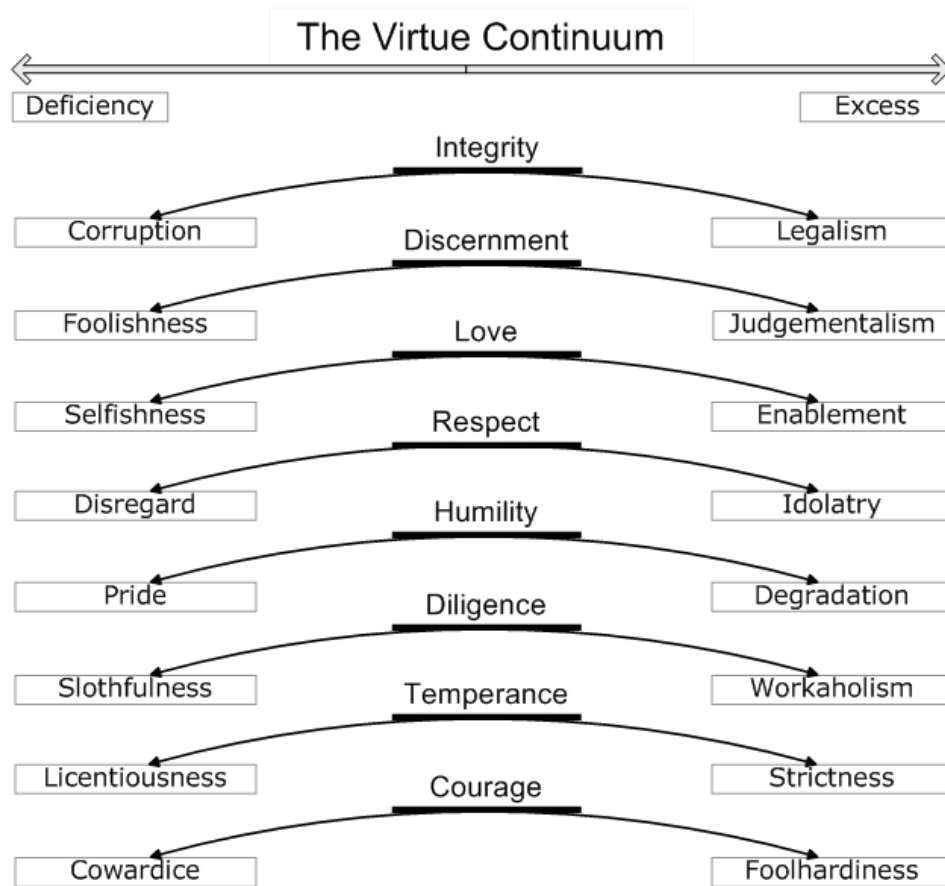 The Virtue Continuum
Deficiency Excess
Integrity
Corruption Legalism
Discernment
Foolishness Judgementalism
Love
Selfishness Enablement
Respect
Disregard Idolatry
Humility
Pride Degradation
Diligence
Slothfulness Workaholism
Temperance
Licentiousness Strictness
Courage
Cowardice Foolhardiness